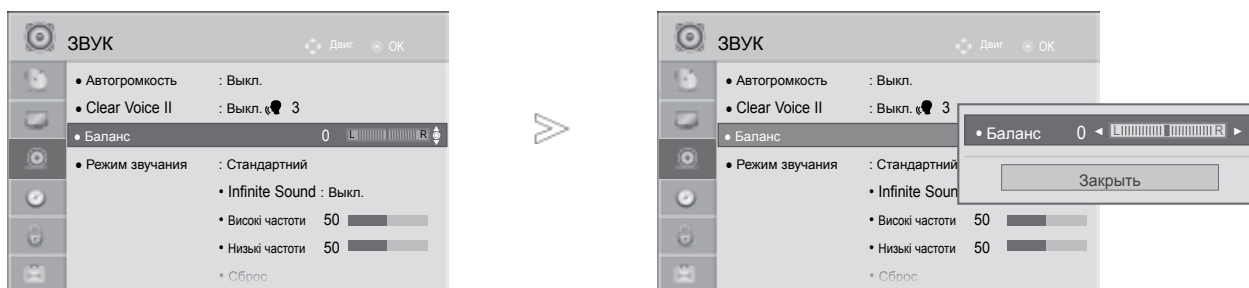 ЗВУК
Двиг OK
• Автогромкость : Выкл.
• Clear Voice II : Выкл. 3
• Баланс 0 L R
• Режим звучания : Стандартний
• Infinite Sound : Выкл.
• Високі частоти 50
• Низькі частоти 50
• Сброс
ЗВУК
Двиг OK
• Автогромкость : Выкл.
• Clear Voice II : Выкл. 3
• Баланс
• Режим звучания : Стандартний
• Infinite Soun
• Високі частоти 50
• Низькі частоти 50
• Сброс
• Баланс 0 ◄ L R ►
Закрыть